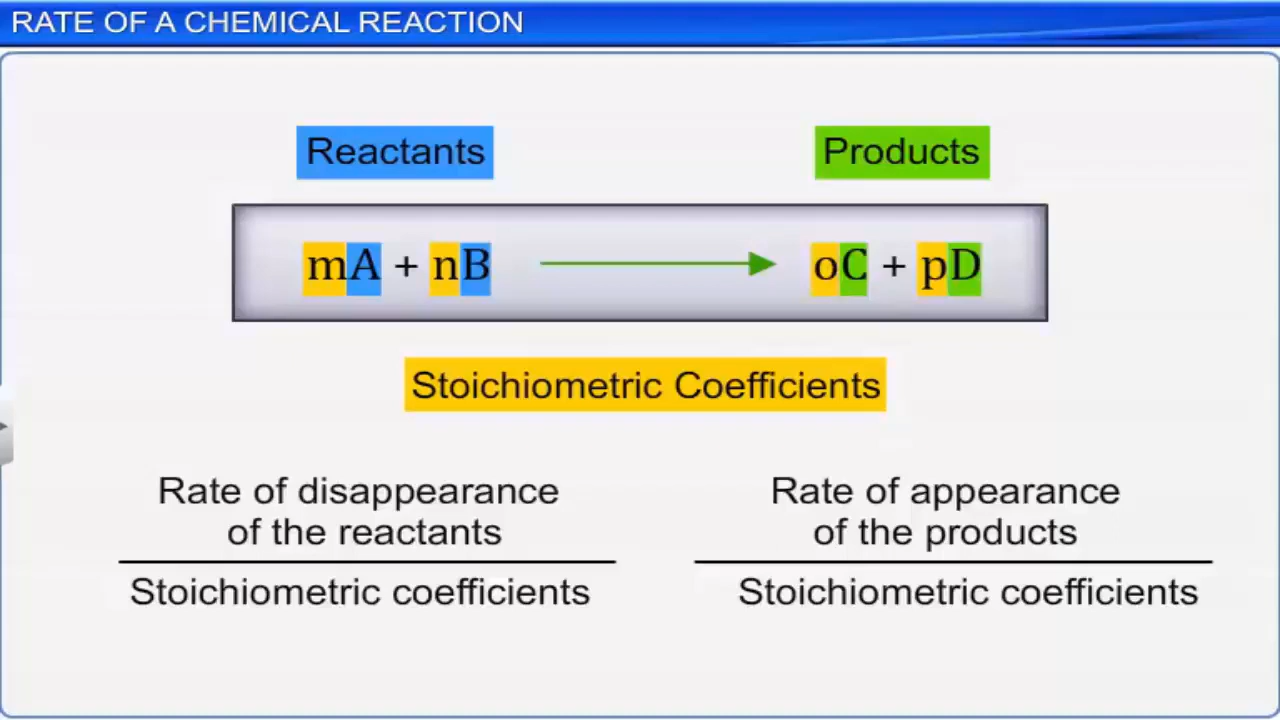 RATE OF A CHEMICAL REACTION
Reactants Products
mA + nB oC + pD
Stoichiometric Coefficients
Rate of disappearance
of the reactants
Stoichiometric coefficients
Rate of appearance
of the products
Stoichiometric coefficients